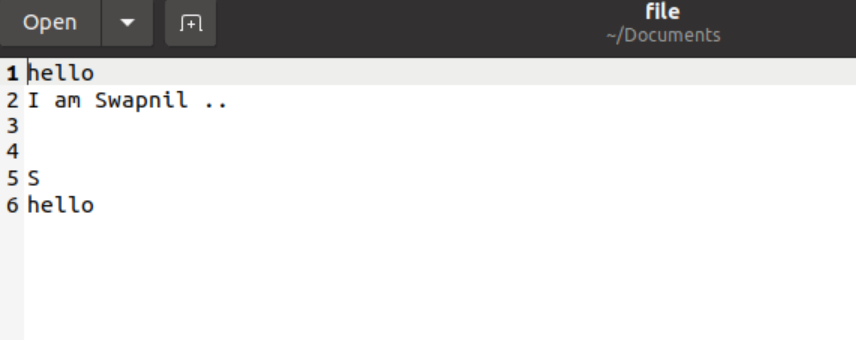 Open
file
~/Documents
1 hello
2 I am Swapnil ..
3
4
5 S
6 hello